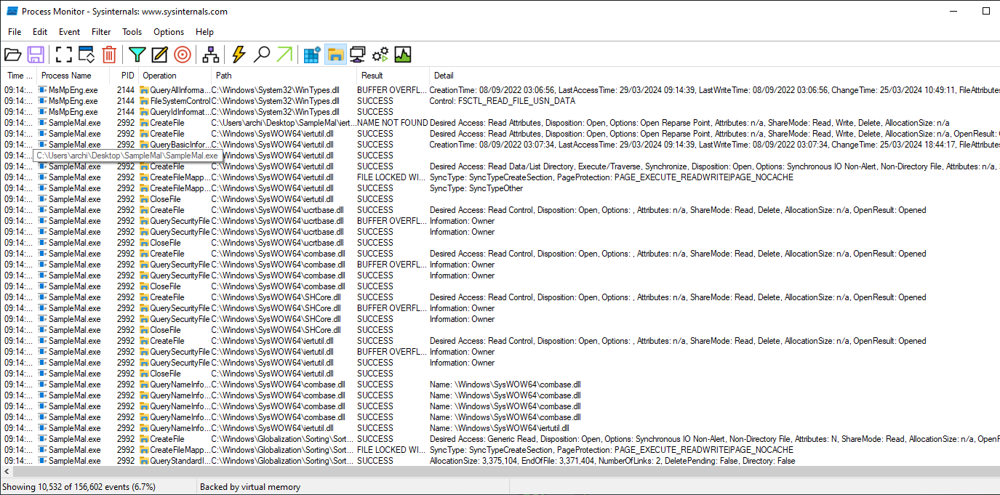 Process Monitor - Sysinternals: www.sysinternals.com
File Edit Event Filter Tools Options Help
Time ... Process Name PID Operation Path Result Detail
09:14:... MsMpEng.exe 2144 QueryAllInforma... C:\Windows\System32\WinTypes.dll BUFFER OVERFL... CreationTime: 08/09/2022 03:06:56, LastAccessTime: 29/03/2024 09:14:39, LastWriteTime: 08/09/2022 03:06:56, ChangeTime: 25/03/2024 10:49:11, FileAttributes
09:14:... MsMpEng.exe 2144 FileSystemControl C:\Windows\System32\WinTypes.dll SUCCESS Control: FSCTL_READ_FILE_USN_DATA
09:14:... MsMpEng.exe 2144 QueryIdInformat... C:\Windows\System32\WinTypes.dll SUCCESS
09:14:... SampleMal.exe 2992 CreateFile C:\Users\archi\Desktop\SampleMal\iert... NAME NOT FOUND Desired Access: Read Attributes, Disposition: Open, Options: Open Reparse Point, Attributes: n/a, ShareMode: Read, Write, Delete, AllocationSize: n/a
09:14:... SampleMal.exe 2992 CreateFile C:\Windows\SysWOW64\iertutil.dll SUCCESS Desired Access: Read Attributes, Disposition: Open, Options: Open Reparse Point, Attributes: n/a, ShareMode: Read, Write, Delete, AllocationSize: n/a, OpenResult:
09:14:... SampleMal.exe 2992 QueryBasicInfor... C:\Windows\SysWOW64\iertutil.dll SUCCESS CreationTime: 08/09/2022 03:07:34, LastAccessTime: 29/03/2024 09:14:39, LastWriteTime: 08/09/2022 03:07:34, ChangeTime: 25/03/2024 18:44:17, FileAttributes
09:14:... C:\Users\archi\Desktop\SampleMal\SampleMal.exe \Windows\SysWOW64\iertutil.dll SUCCESS
09:14:... SampleMal.exe 2992 CreateFile C:\Windows\SysWOW64\iertutil.dll SUCCESS Desired Access: Read Data/List Directory, Execute/Traverse, Synchronize, Disposition: Open, Options: Synchronous IO Non-Alert, Non-Directory File, Attributes: n/a,
09:14:... SampleMal.exe 2992 CreateFileMapp... C:\Windows\SysWOW64\iertutil.dll FILE LOCKED WI... SyncType: SyncTypeCreateSection, PageProtection: PAGE_EXECUTE_READWRITE|PAGE_NOCACHE
09:14:... SampleMal.exe 2992 CreateFileMapp... C:\Windows\SysWOW64\iertutil.dll SUCCESS SyncType: SyncTypeOther
09:14:... SampleMal.exe 2992 CloseFile C:\Windows\SysWOW64\iertutil.dll SUCCESS
09:14:... SampleMal.exe 2992 CreateFile C:\Windows\SysWOW64\ucrtbase.dll SUCCESS Desired Access: Read Control, Disposition: Open, Options: , Attributes: n/a, ShareMode: Read, Delete, AllocationSize: n/a, OpenResult: Opened
09:14:... SampleMal.exe 2992 QuerySecurityFile C:\Windows\SysWOW64\ucrtbase.dll BUFFER OVERFL... Information: Owner
09:14:... SampleMal.exe 2992 QuerySecurityFile C:\Windows\SysWOW64\ucrtbase.dll SUCCESS Information: Owner
09:14:... SampleMal.exe 2992 CloseFile C:\Windows\SysWOW64\ucrtbase.dll SUCCESS
09:14:... SampleMal.exe 2992 CreateFile C:\Windows\SysWOW64\combase.dll SUCCESS Desired Access: Read Control, Disposition: Open, Options: , Attributes: n/a, ShareMode: Read, Delete, AllocationSize: n/a, OpenResult: Opened
09:14:... SampleMal.exe 2992 QuerySecurityFile C:\Windows\SysWOW64\combase.dll BUFFER OVERFL... Information: Owner
09:14:... SampleMal.exe 2992 QuerySecurityFile C:\Windows\SysWOW64\combase.dll SUCCESS Information: Owner
09:14:... SampleMal.exe 2992 CloseFile C:\Windows\SysWOW64\combase.dll SUCCESS
09:14:... SampleMal.exe 2992 CreateFile C:\Windows\SysWOW64\SHCore.dll SUCCESS Desired Access: Read Control, Disposition: Open, Options: , Attributes: n/a, ShareMode: Read, Delete, AllocationSize: n/a, OpenResult: Opened
09:14:... SampleMal.exe 2992 QuerySecurityFile C:\Windows\SysWOW64\SHCore.dll BUFFER OVERFL... Information: Owner
09:14:... SampleMal.exe 2992 QuerySecurityFile C:\Windows\SysWOW64\SHCore.dll SUCCESS Information: Owner
09:14:... SampleMal.exe 2992 CloseFile C:\Windows\SysWOW64\SHCore.dll SUCCESS
09:14:... SampleMal.exe 2992 CreateFile C:\Windows\SysWOW64\iertutil.dll SUCCESS Desired Access: Read Control, Disposition: Open, Options: , Attributes: n/a, ShareMode: Read, Delete, AllocationSize: n/a, OpenResult: Opened
09:14:... SampleMal.exe 2992 QuerySecurityFile C:\Windows\SysWOW64\iertutil.dll BUFFER OVERFL... Information: Owner
09:14:... SampleMal.exe 2992 QuerySecurityFile C:\Windows\SysWOW64\iertutil.dll SUCCESS Information: Owner
09:14:... SampleMal.exe 2992 CloseFile C:\Windows\SysWOW64\iertutil.dll SUCCESS
09:14:... SampleMal.exe 2992 QueryNameInfo... C:\Windows\SysWOW64\combase.dll SUCCESS Name: \Windows\SysWOW64\combase.dll
09:14:... SampleMal.exe 2992 QueryNameInfo... C:\Windows\SysWOW64\combase.dll SUCCESS Name: \Windows\SysWOW64\combase.dll
09:14:... SampleMal.exe 2992 QueryNameInfo... C:\Windows\SysWOW64\combase.dll SUCCESS Name: \Windows\SysWOW64\combase.dll
09:14:... SampleMal.exe 2992 QueryNameInfo... C:\Windows\SysWOW64\combase.dll SUCCESS Name: \Windows\SysWOW64\combase.dll
09:14:... SampleMal.exe 2992 QueryNameInfo... C:\Windows\SysWOW64\iertutil.dll SUCCESS Name: \Windows\SysWOW64\iertutil.dll
09:14:... SampleMal.exe 2992 CreateFile C:\Windows\Globalization\Sorting\Sort... SUCCESS Desired Access: Generic Read, Disposition: Open, Options: Synchronous IO Non-Alert, Non-Directory File, Attributes: N, ShareMode: Read, AllocationSize: n/a,
09:14:... SampleMal.exe 2992 CreateFileMapp... C:\Windows\Globalization\Sorting\Sort... FILE LOCKED WI... SyncType: SyncTypeCreateSection, PageProtection: PAGE_EXECUTE_READWRITE|PAGE_NOCACHE
09:14:... SampleMal.exe 2992 QueryStandardI... C:\Windows\Globalization\Sorting\Sort... SUCCESS AllocationSize: 3,375,104, EndOfFile: 3,371,404, NumberOfLinks: 2, DeletePending: False, Directory: False
Showing 10,532 of 156,602 events (6.7%) Backed by virtual memory